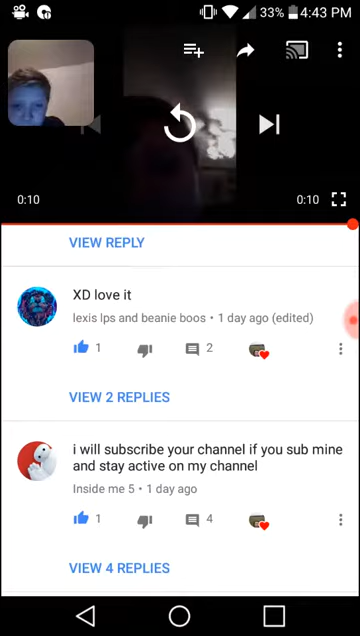 33% 4:43 PM
0:10 0:10
VIEW REPLY
XD love it
lexis lps and beanie boos • 1 day ago (edited)
1 2
VIEW 2 REPLIES
i will subscribe your channel if you sub mine
and stay active on my channel
Inside me 5 • 1 day ago
1 4
VIEW 4 REPLIES